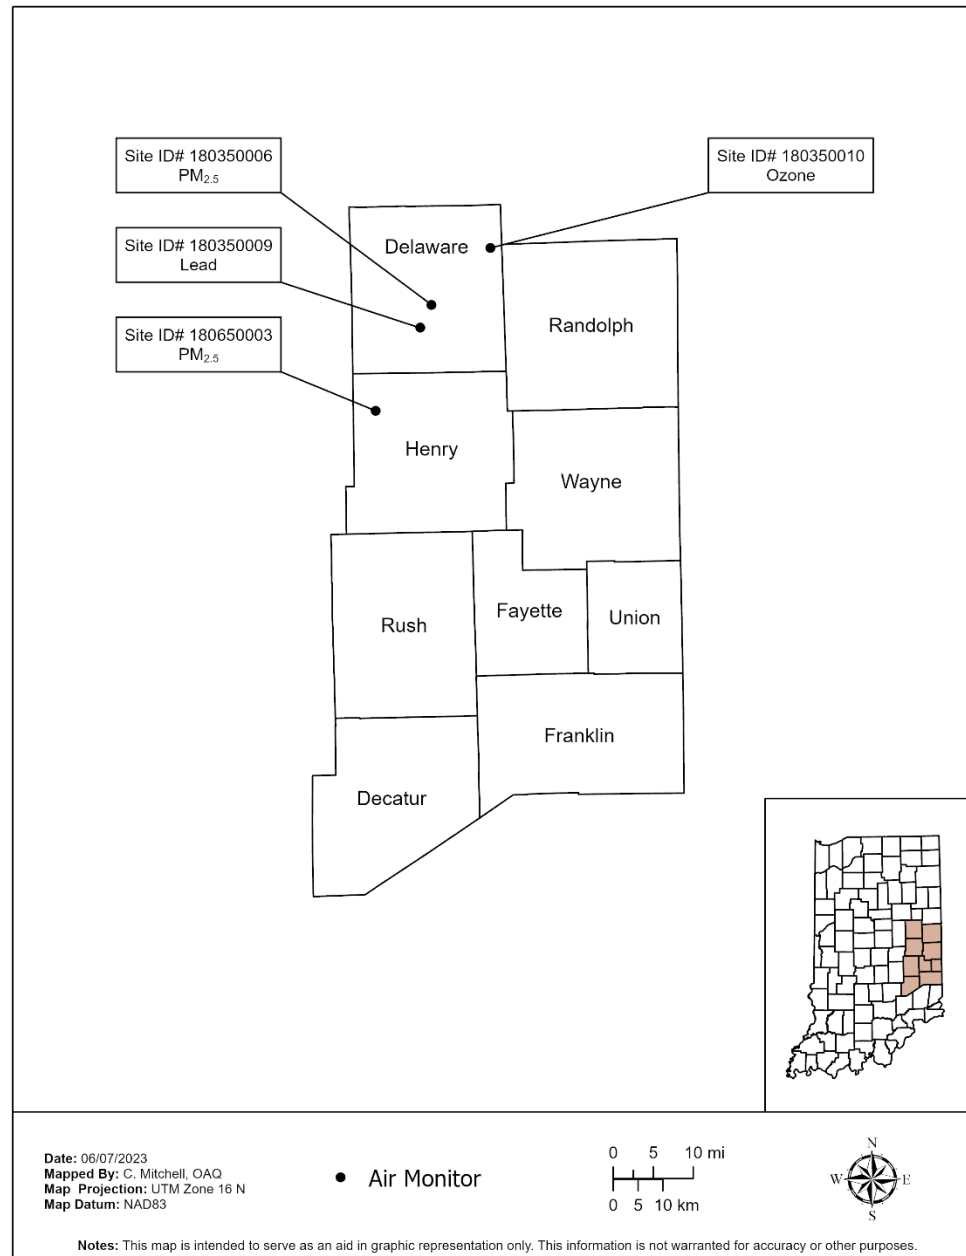 Site ID# 180350006
PM2.5
Site ID# 180350010
Ozone
Site ID# 180350009
Lead
Site ID# 180650003
PM2.5
Delaware
Randolph
Henry
Wayne
Fayette
Union
Rush
Franklin
Decatur
Date: 06/07/2023
Mapped By: C. Mitchell, OAQ
Map Projection: UTM Zone 16 N
Map Datum: NAD83
Air Monitor
0 5 10 mi
0 5 10 km
N
W E
S
Notes: This map is intended to serve as an aid in graphic representation only. This information is not warranted for accuracy or other purposes.